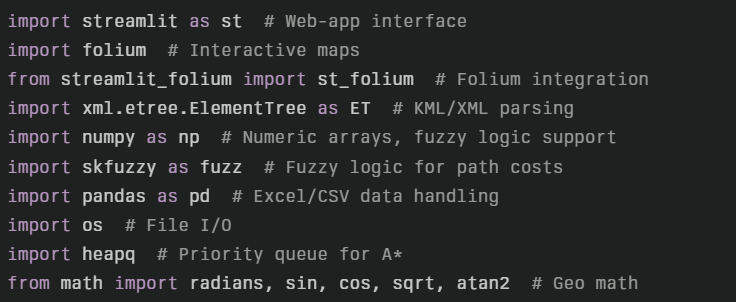 import streamlit as st  # Web-app interface
import folium  # Interactive maps
from streamlit_folium import st_folium  # Folium integration
import xml.etree.ElementTree as ET  # KML/XML parsing
import numpy as np  # Numeric arrays, fuzzy logic support
import skfuzzy as fuzz  # Fuzzy logic for path costs
import pandas as pd  # Excel/CSV data handling
import os  # File I/O
import heapq  # Priority queue for A*
from math import radians, sin, cos, sqrt, atan2  # Geo math